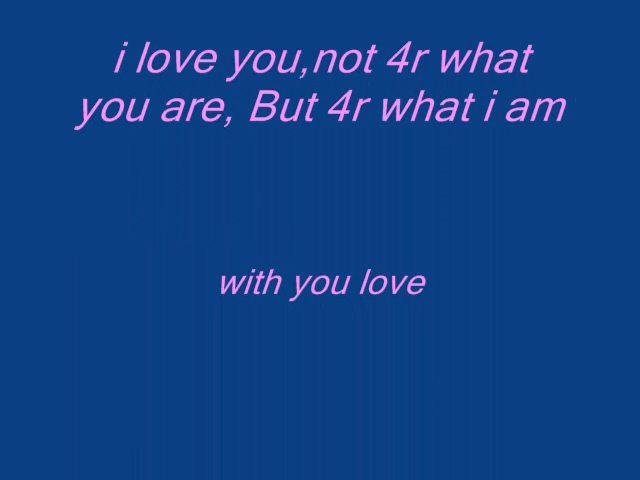 i love you,not 4r what
you are, But 4r what i am
with you love